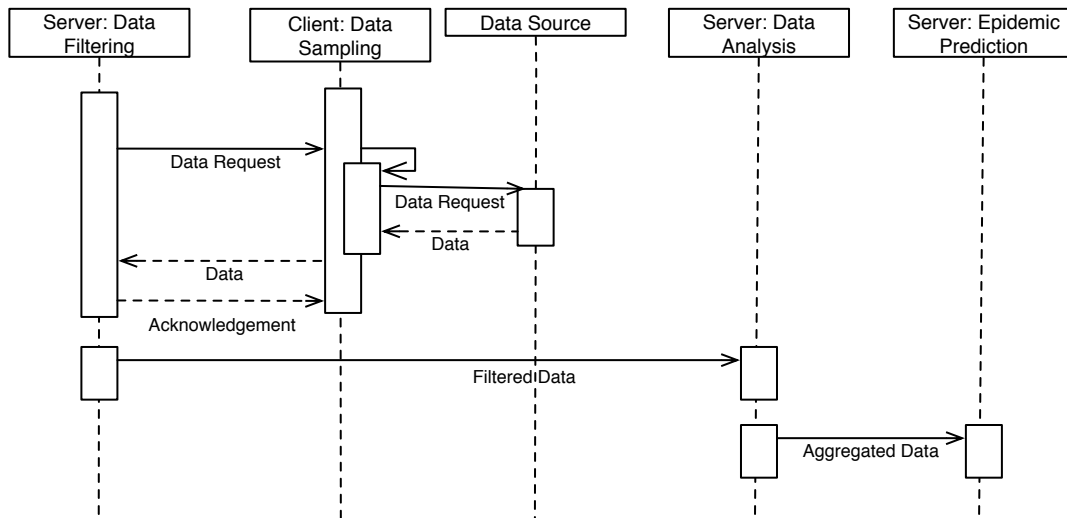 Server: Data
Filtering
Client: Data
Sampling
Data Source
Server: Data
Analysis
Server: Epidemic
Prediction
Data Request
Data Request
Data
Data
Acknowledgement
Filtered Data
Aggregated Data